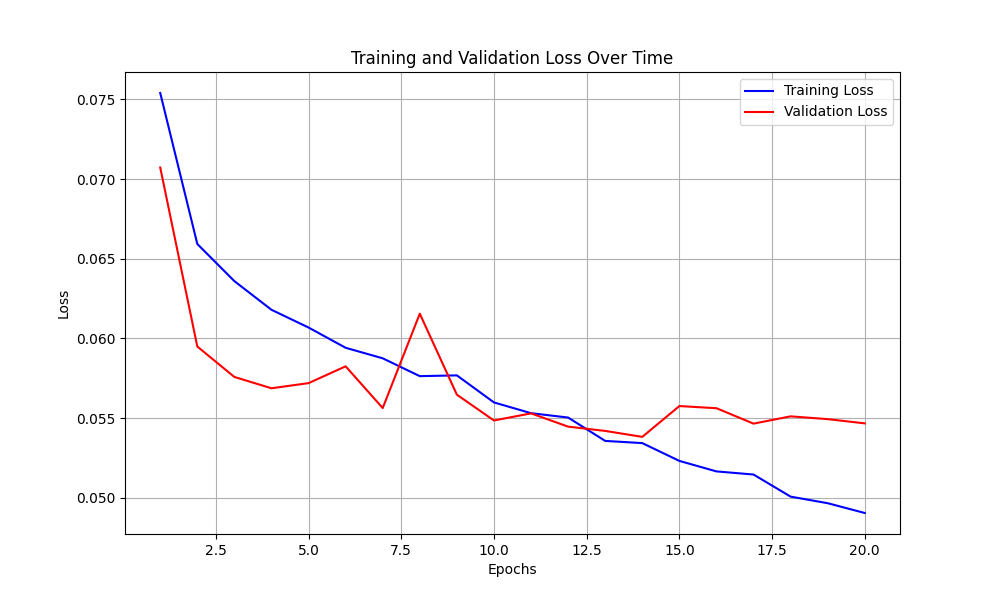 Training and Validation Loss Over Time
Training Loss
Validation Loss
0.075
0.070
0.065
0.060
0.055
0.050
Loss
2.5 5.0 7.5 10.0 12.5 15.0 17.5 20.0
Epochs